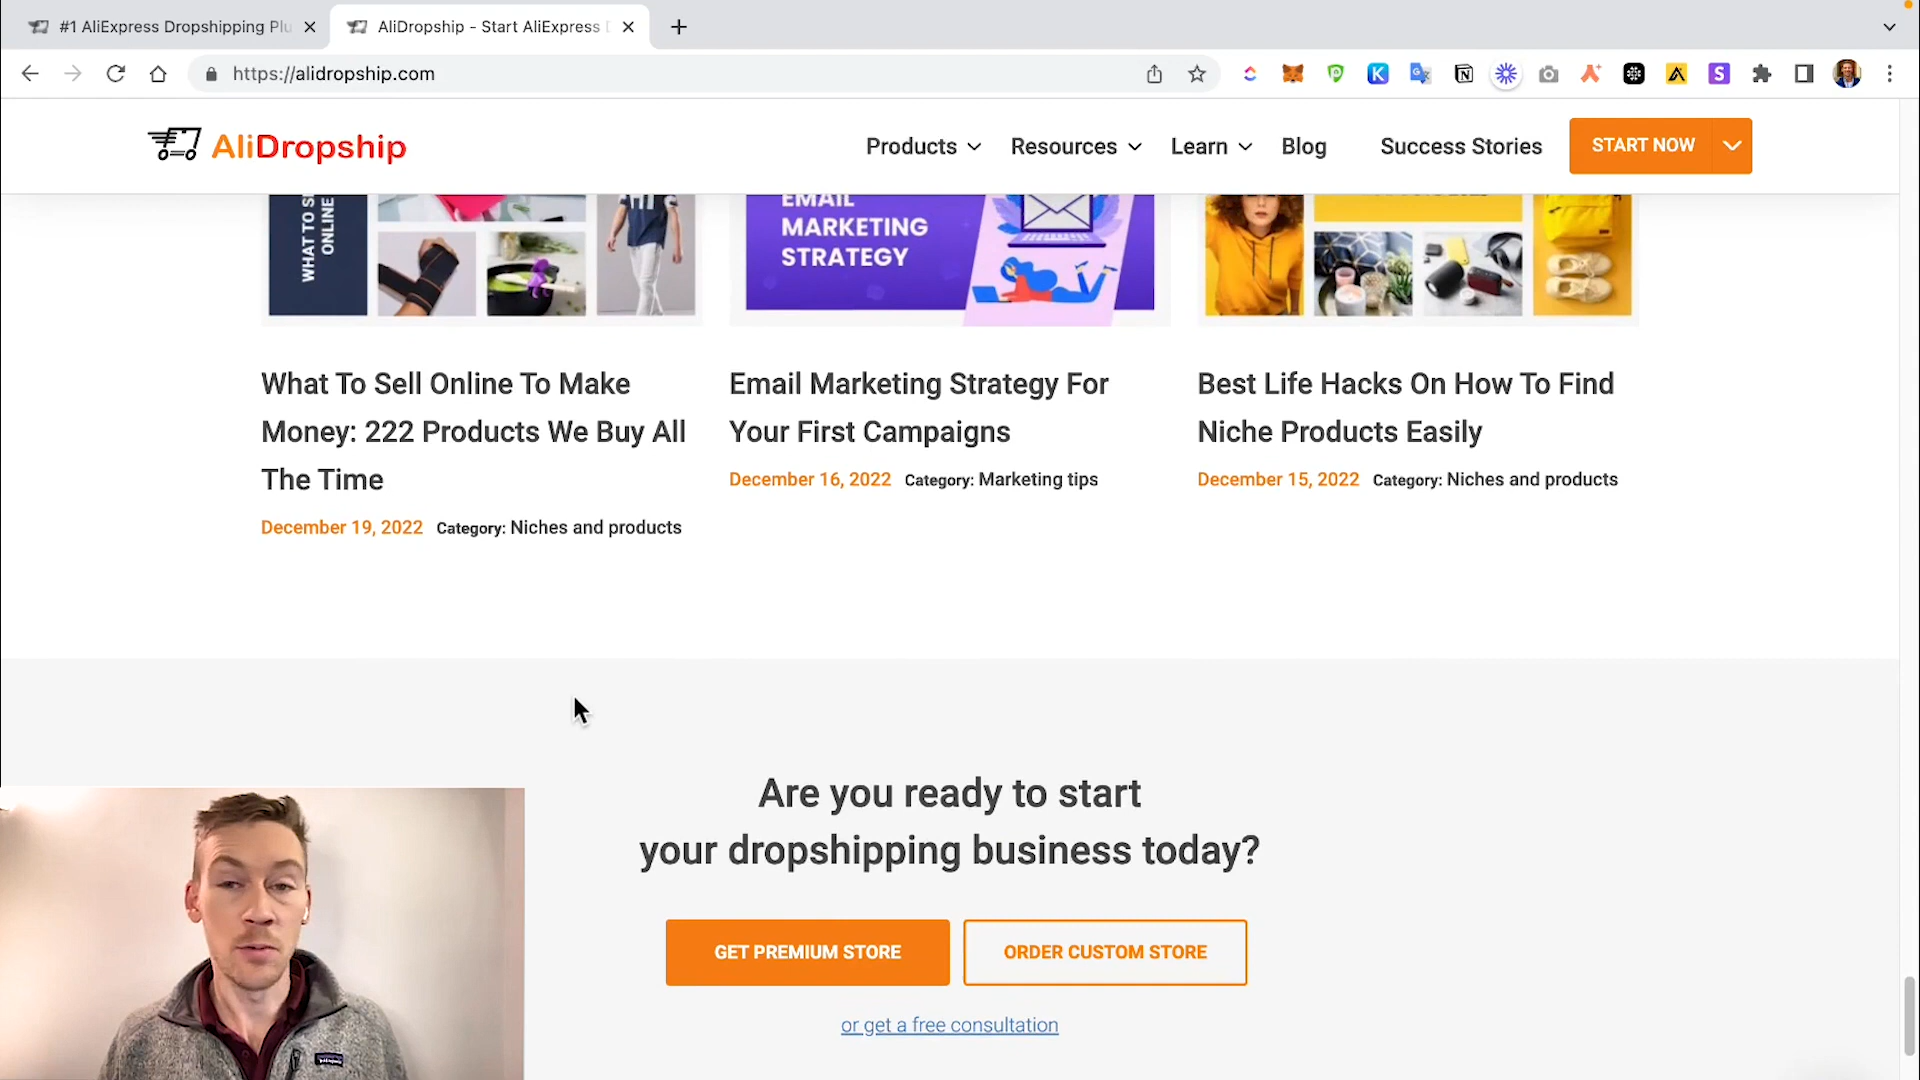 #1 AliExpress Dropshipping Plu
AliDropship - Start AliExpress
https://alidropship.com
AliDropship
Products
Resources
Learn
Blog
Success Stories
START NOW
WHAT TO S
ONLINE
EMAIL
MARKETING
STRATEGY
What To Sell Online To Make
Money: 222 Products We Buy All
The Time
December 19, 2022 Category: Niches and products
Email Marketing Strategy For
Your First Campaigns
December 16, 2022 Category: Marketing tips
Best Life Hacks On How To Find
Niche Products Easily
December 15, 2022 Category: Niches and products
Are you ready to start
your dropshipping business today?
GET PREMIUM STORE
ORDER CUSTOM STORE
or get a free consultation